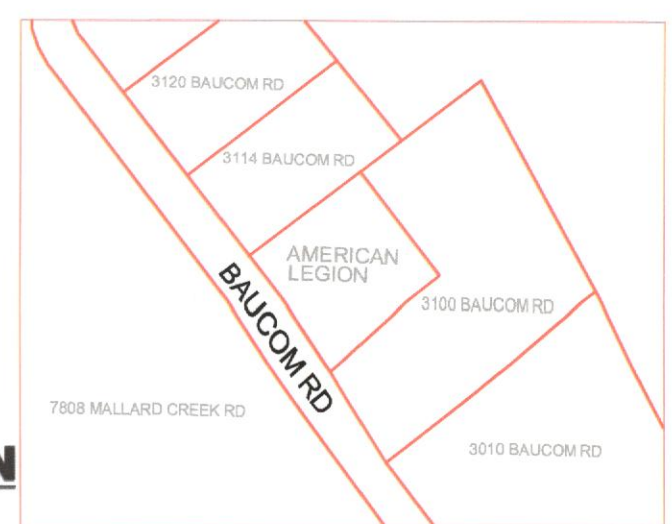 3120 BAUCOM RD
3114 BAUCOM RD
AMERICAN
LEGION
BAUCOM RD
3100 BAUCOM RD
7808 MALLARD CREEK RD
3010 BAUCOM RD
N